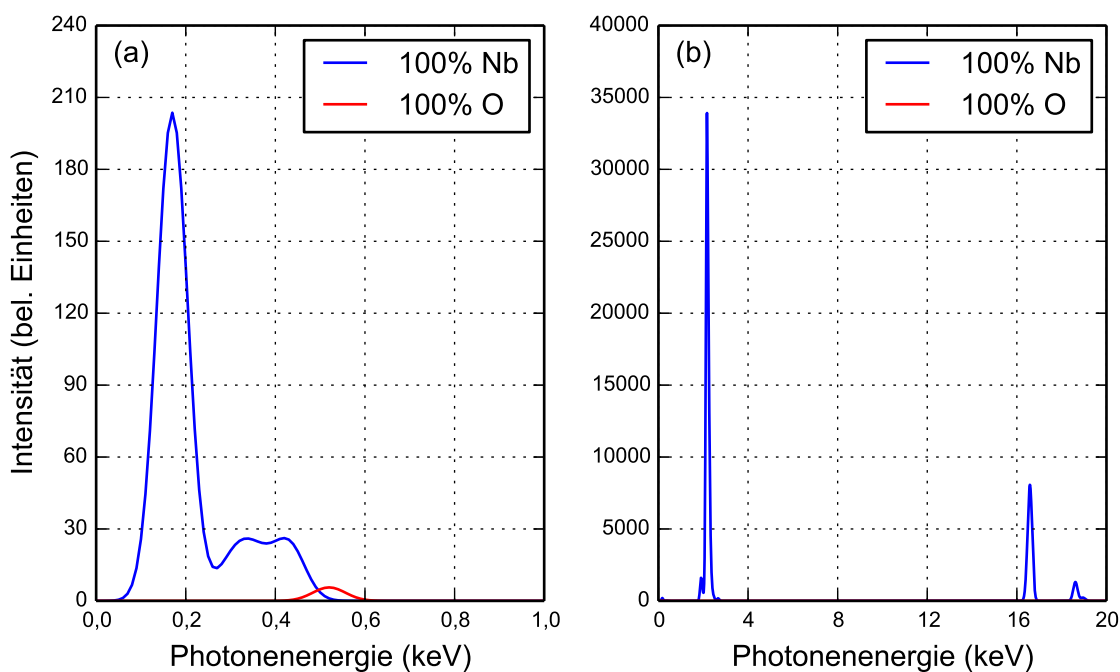 (a)
100% Nb
100% O
240
210
180
150
120
90
60
30
0
0,0 0,2 0,4 0,6 0,8 1,0
Photonenenergie (keV)
Intensität (bel. Einheiten)
(b)
100% Nb
100% O
40000
35000
30000
25000
20000
15000
10000
5000
0
0 4 8 12 16 20
Photonenenergie (keV)